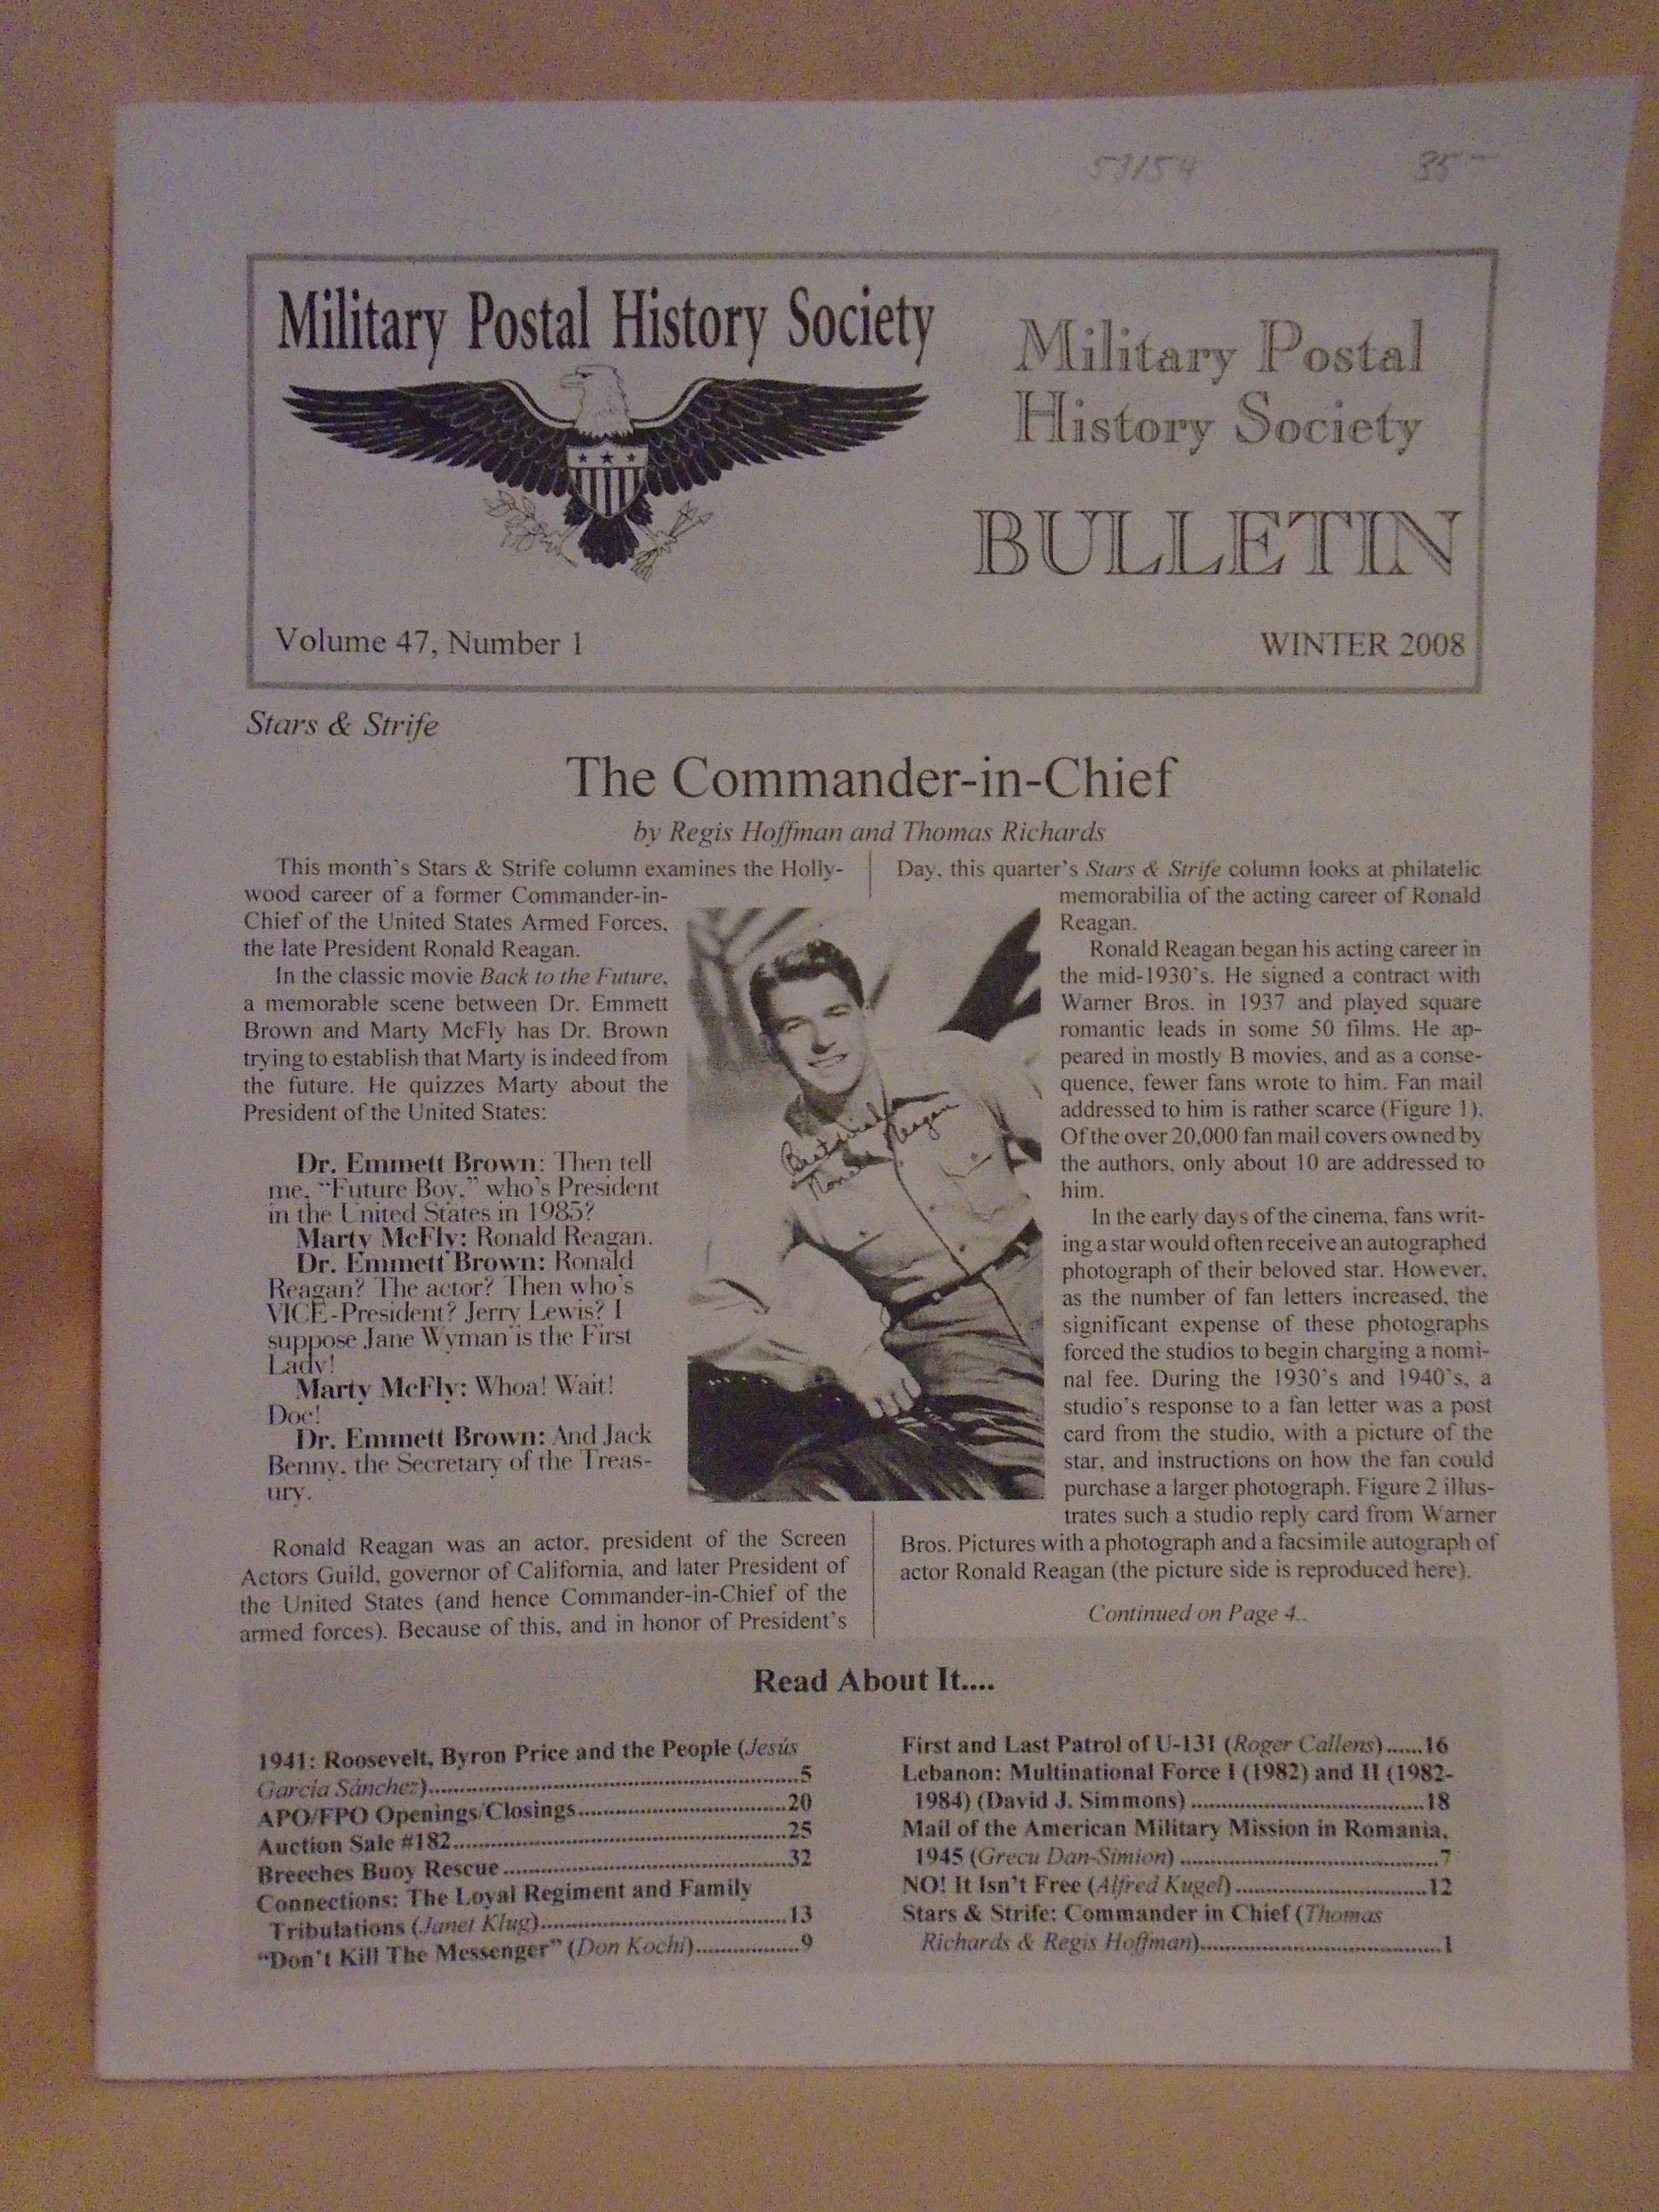 53154 35-
Military Postal History Society
Military Postal
History Society
BULLETIN
Volume 47, Number 1
WINTER 2008
Stars & Strife
The Commander-in-Chief
by Regis Hoffman and Thomas Richards
This month's Stars & Strife column examines the Holly-
wood career of a former Commander-in-
Chief of the United States Armed Forces,
the late President Ronald Reagan.
In the classic movie Back to the Future,
a memorable scene between Dr. Emmett
Brown and Marty McFly has Dr. Brown
trying to establish that Marty is indeed from
the future. He quizzes Marty about the
President of the United States:
Dr. Emmett Brown: Then tell
me, “Future Boy,” who's President
in the United States in 1985?
Marty McFly: Ronald Reagan.
Dr. Emmett Brown: Ronald
Reagan? The actor? Then who's
VICE-President? Jerry Lewis? I
suppose Jane Wyman is the First
Lady!
Marty McFly: Whoa! Wait!
Doc!
Dr. Emmett Brown: And Jack
Benny, the Secretary of the Treas-
ury.
Ronald Reagan was an actor, president of the Screen
Actors Guild, governor of California, and later President of
the United States (and hence Commander-in-Chief of the
armed forces). Because of this, and in honor of President's
Ronald Reagan
Day, this quarter's Stars & Strife column looks at philatelic
memorabilia of the acting career of Ronald
Reagan.
Ronald Reagan began his acting career in
the mid-1930's. He signed a contract with
Warner Bros. in 1937 and played square
romantic leads in some 50 films. He ap-
peared in mostly B movies, and as a conse-
quence, fewer fans wrote to him. Fan mail
addressed to him is rather scarce (Figure 1).
Of the over 20,000 fan mail covers owned by
the authors, only about 10 are addressed to
him.
In the early days of the cinema, fans writ-
ing a star would often receive an autographed
photograph of their beloved star. However,
as the number of fan letters increased, the
significant expense of these photographs
forced the studios to begin charging a nomi-
nal fee. During the 1930's and 1940's, a
studio's response to a fan letter was a post
card from the studio, with a picture of the
star, and instructions on how the fan could
purchase a larger photograph. Figure 2 illus-
trates such a studio reply card from Warner
Bros. Pictures with a photograph and a facsimile autograph of
actor Ronald Reagan (the picture side is reproduced here).
Continued on Page 4..
Read About It....
1941: Roosevelt, Byron Price and the People (Jesús
García Sánchez)....................5
APO/FPO Openings/Closings....................20
Auction Sale #182....................25
Breeches Buoy Rescue....................32
Connections: The Loyal Regiment and Family
Tribulations (Janet Klug)....................13
“Don't Kill The Messenger” (Don Kochi)....................9
First and Last Patrol of U-131 (Roger Callens)......16
Lebanon: Multinational Force I (1982) and II (1982-
1984) (David J. Simmons)....................18
Mail of the American Military Mission in Romania,
1945 (Grecu Dan-Simion)....................7
NO! It Isn't Free (Alfred Kugel)....................12
Stars & Strife: Commander in Chief (Thomas
Richards & Regis Hoffman)....................1